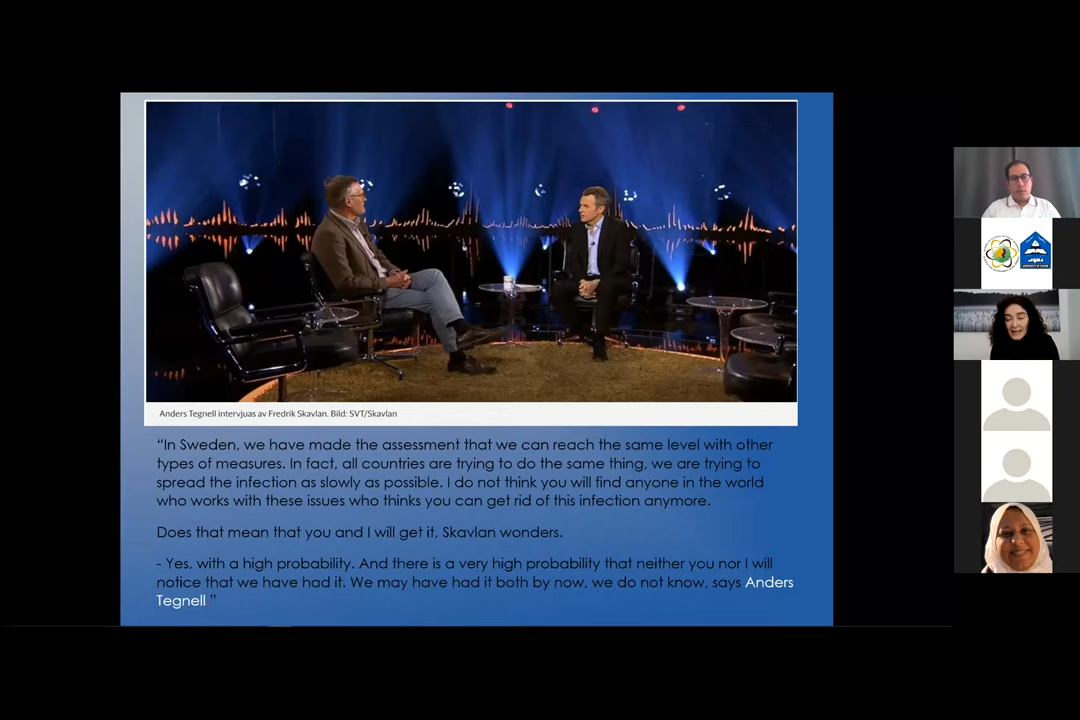 Anders Tegnell intervjuas av Fredrik Skavlan. Bild: SVT/Skavlan
“In Sweden, we have made the assessment that we can reach the same level with other
types of measures. In fact, all countries are trying to do the same thing, we are trying to
spread the infection as slowly as possible. I do not think you will find anyone in the world
who works with these issues who thinks you can get rid of this infection anymore.
Does that mean that you and I will get it, Skavlan wonders.
- Yes, with a high probability. And there is a very high probability that neither you nor I will
notice that we have had it. We may have had it both by now, we do not know, says Anders
Tegnell ”